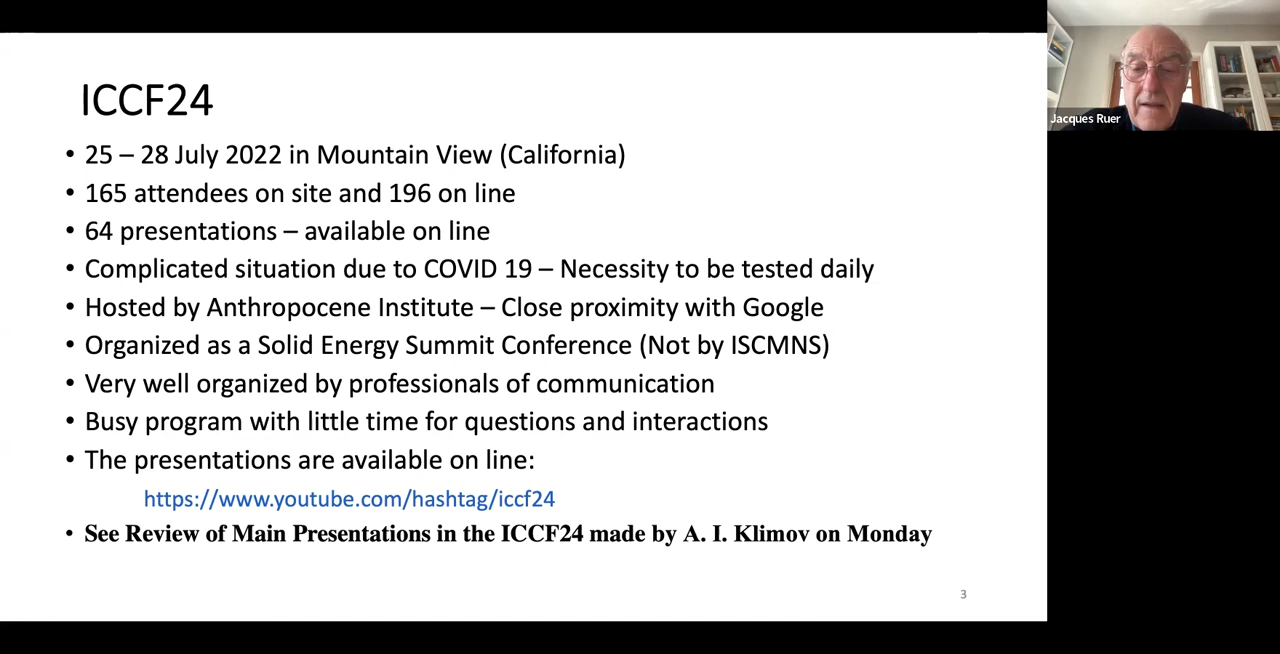 ICCF24
• 25 – 28 July 2022 in Mountain View (California)
• 165 attendees on site and 196 on line
• 64 presentations – available on line
• Complicated situation due to COVID 19 – Necessity to be tested daily
• Hosted by Anthropocene Institute – Close proximity with Google
• Organized as a Solid Energy Summit Conference (Not by ISCMNS)
• Very well organized by professionals of communication
• Busy program with little time for questions and interactions
• The presentations are available on line:
https://www.youtube.com/hashtag/iccf24
• See Review of Main Presentations in the ICCF24 made by A. I. Klimov on Monday
3
Jacques Ruer